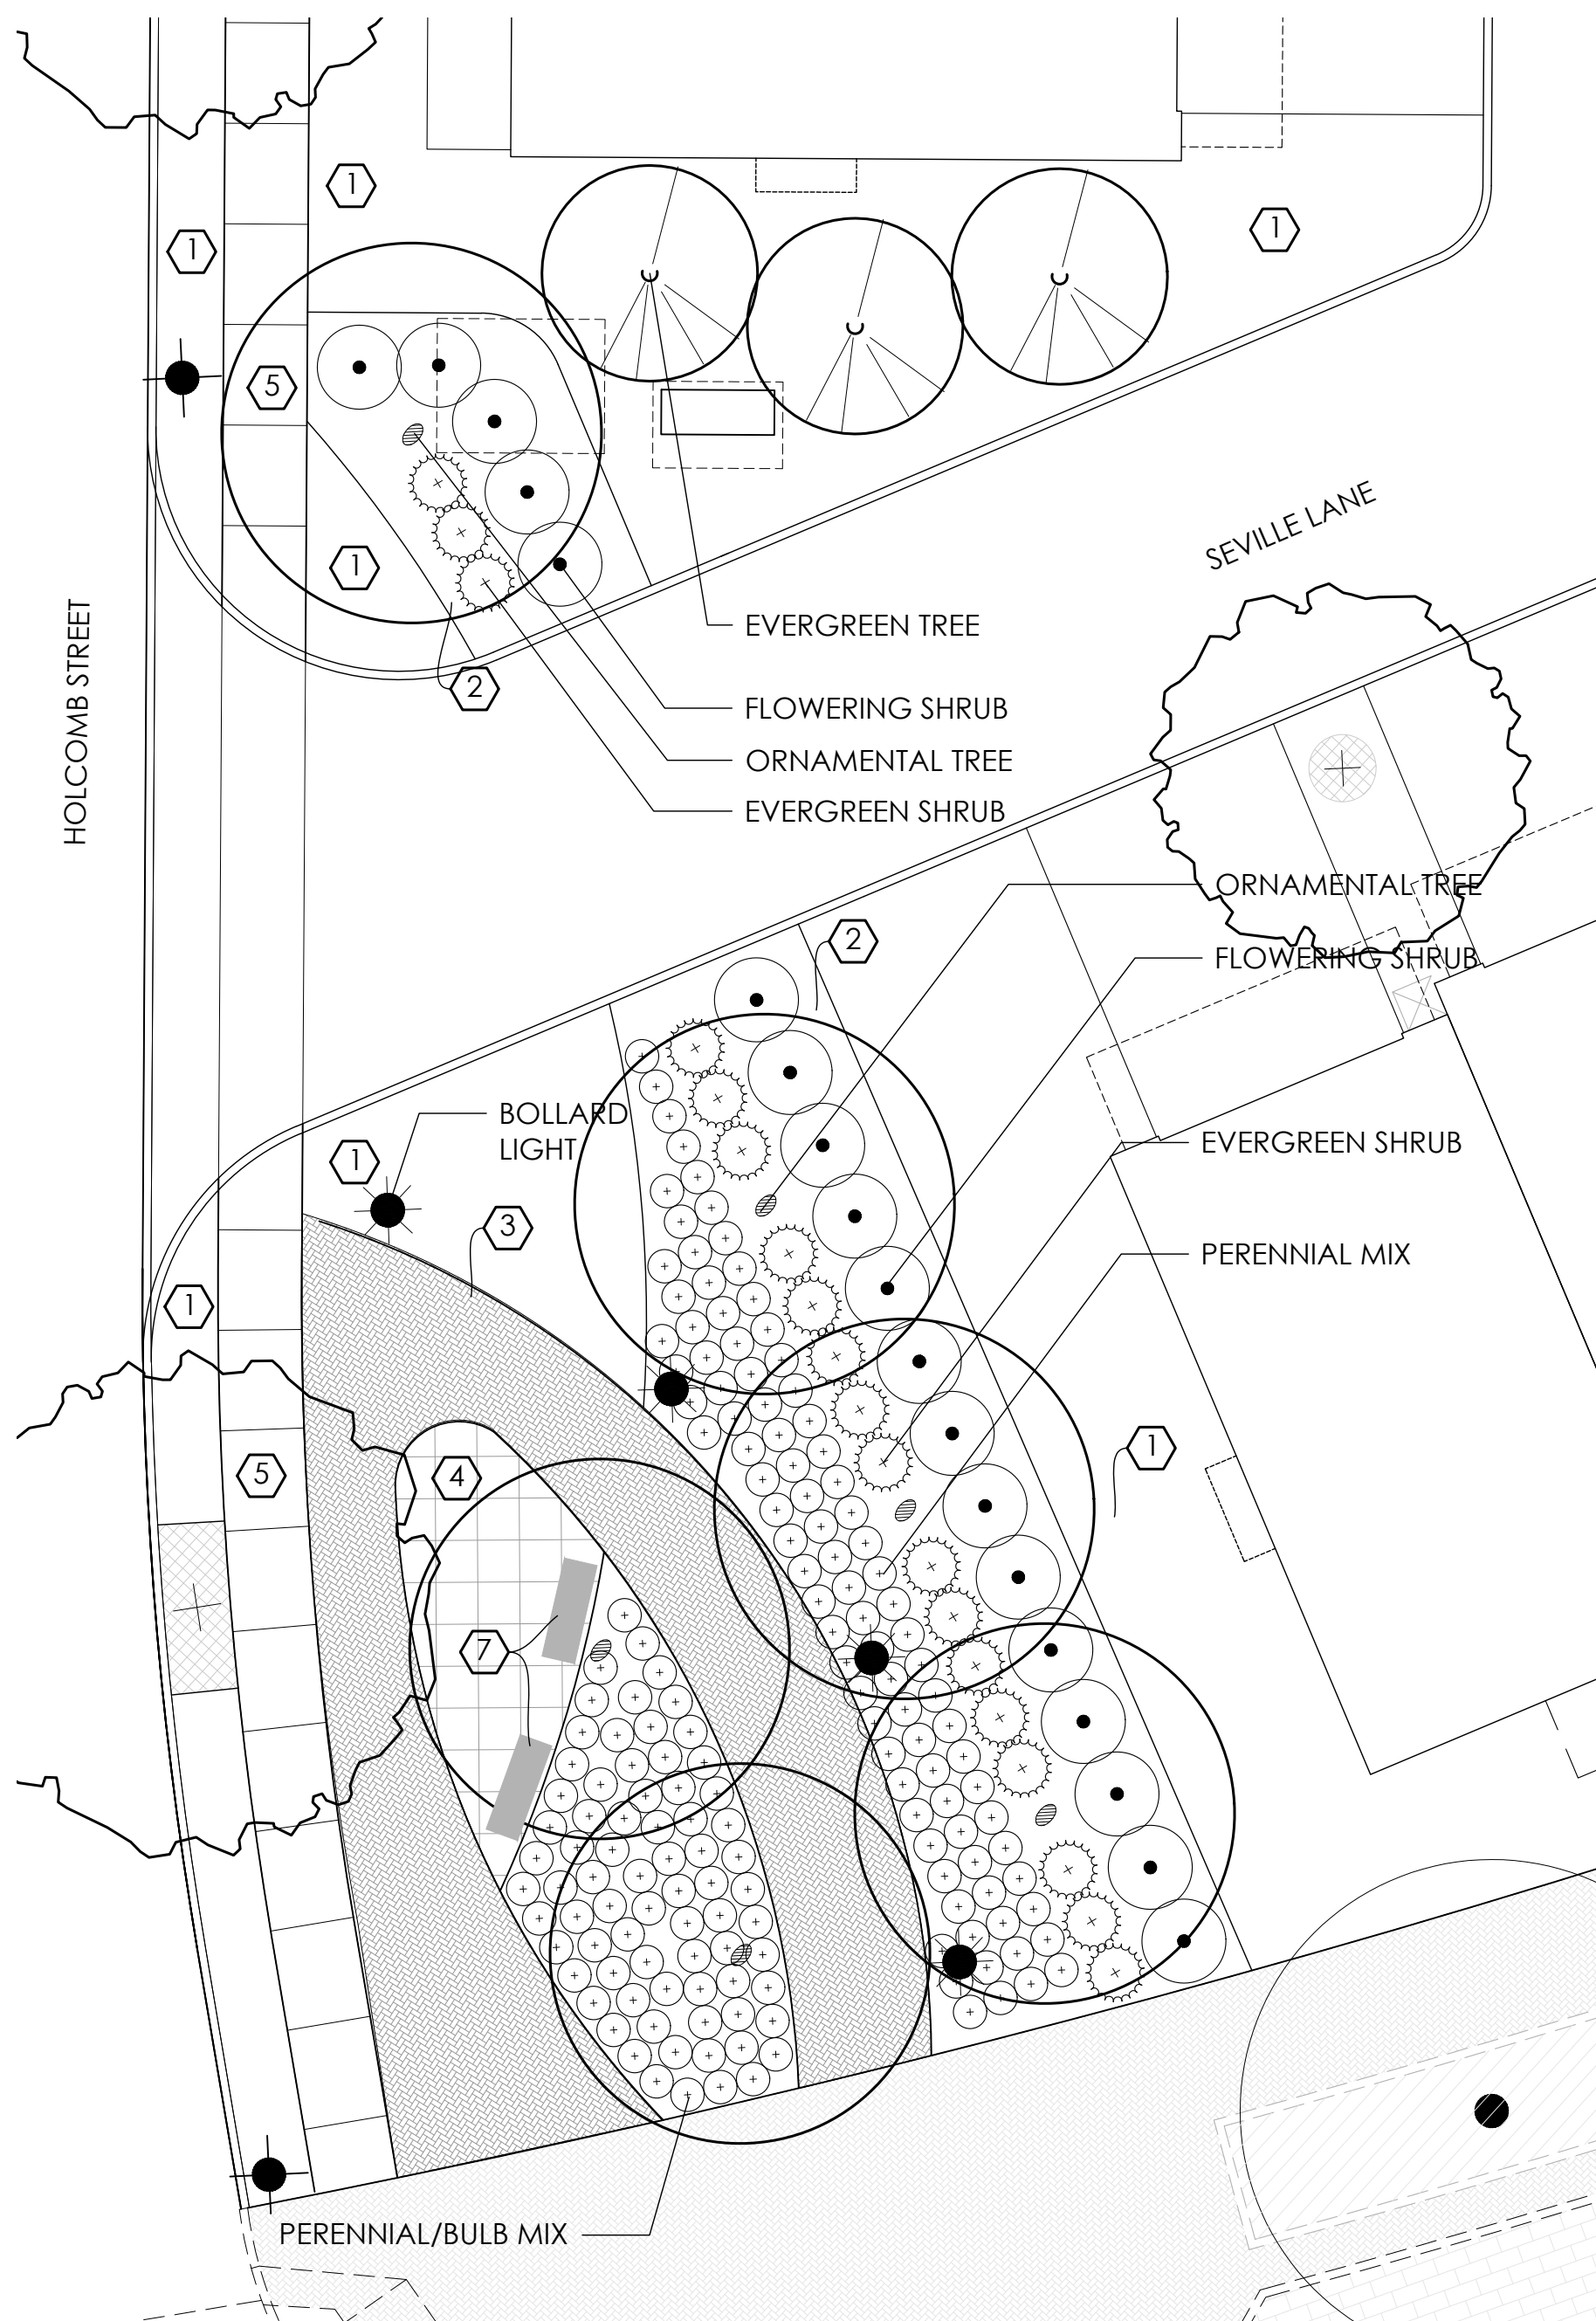 1
1
1
5
1
2
SEVILLE LANE
HOLCOMB STREET
EVERGREEN TREE
FLOWERING SHRUB
ORNAMENTAL TREE
EVERGREEN SHRUB
ORNAMENTAL TREE
2
FLOWERING SHRUB
BOLLARD
LIGHT
1
EVERGREEN SHRUB
3
PERENNIAL MIX
1
1
5
4
7
PERENNIAL/BULB MIX